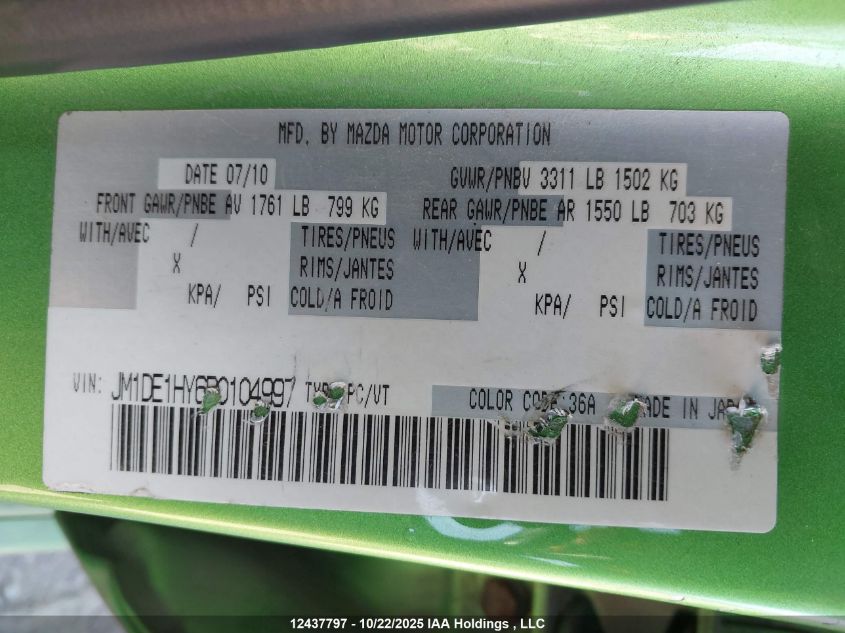 MFD. BY MAZDA MOTOR CORPORATION
DATE 07/10 GVWR/PNBV 3311 LB 1502 KG
FRONT GAWR/PNBE AV 1761 LB 799 KG REAR GAWR/PNBE AR 1550 LB 703 KG
WITH/AVEC / TIRES/PNEUS WITH/AVEC / TIRES/PNEUS
X RIMS/JANTES X RIMS/JANTES
KPA/ PSI COLD/A FROID KPA/ PSI COLD/A FROID
VIN: PC/VT COLOR 36A MADE IN
12437797 - 10/22/2025 IAA Holdings , LLC